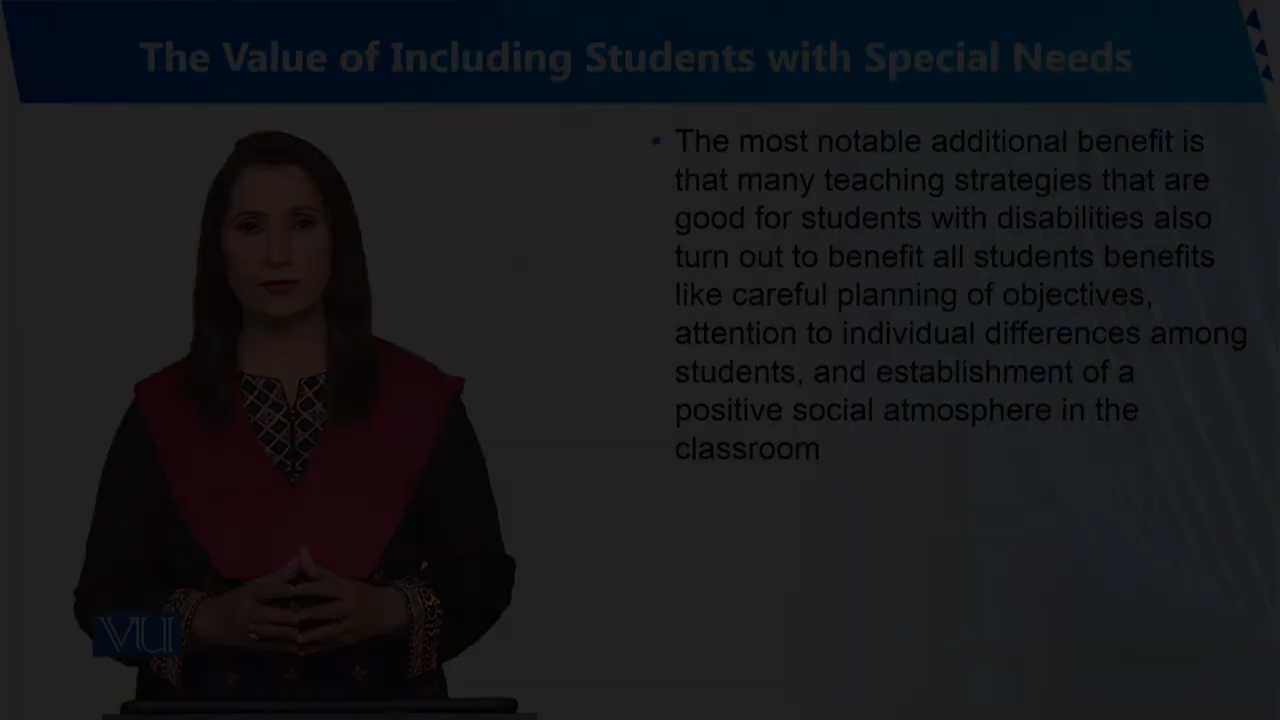 The Value of Including Students with Special Needs
• The most notable additional benefit is
that many teaching strategies that are
good for students with disabilities also
turn out to benefit all students benefits
like careful planning of objectives,
attention to individual differences among
students, and establishment of a
positive social atmosphere in the
classroom
VU